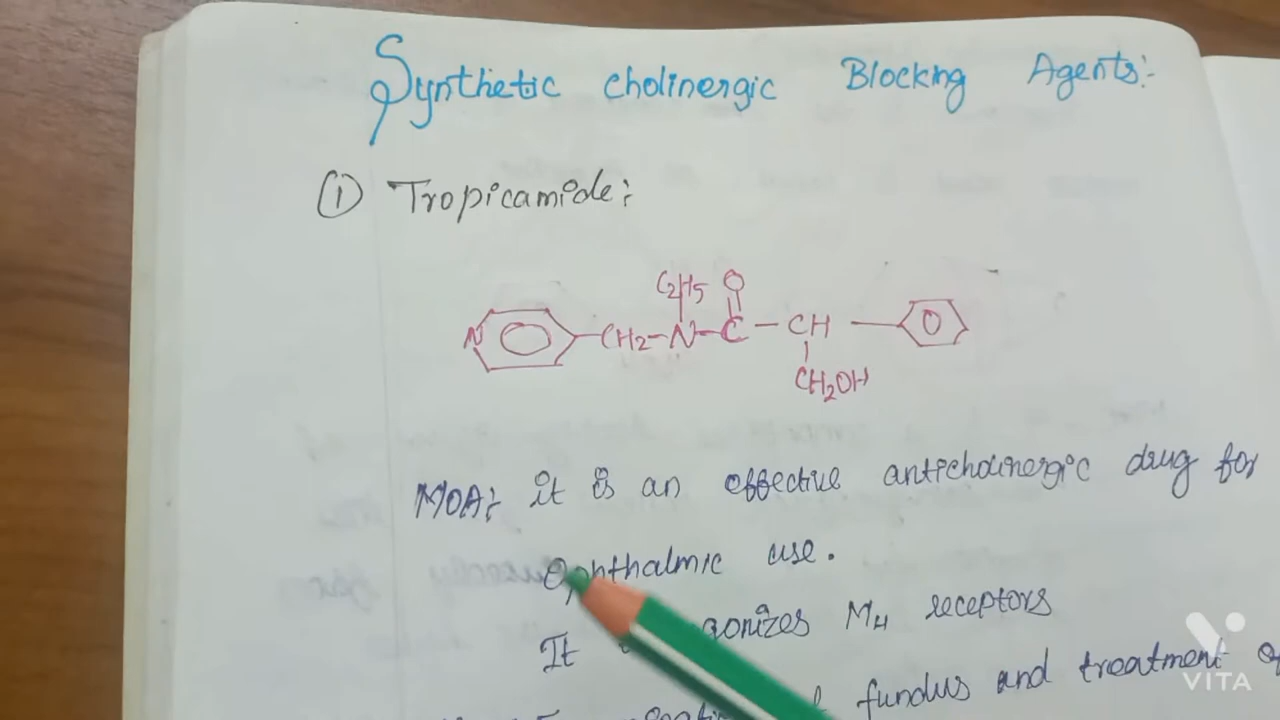 Synthetic cholinergic Blocking Agents:-
① Tropicamide:
C2H5 O
N CH2-N-C-CH
CH2OH
MOA: it is an effective anticholinergic drug for
Ophthalmic use.
It M4 receptors
fundus and treatment of
VITA